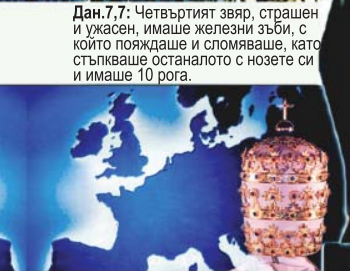 Дан.7,7: Четвъртият звяр, страшен
и ужасен, имаше железни зъби, с
който пояждаше и сломяваше, като
стъпкваше останалото с нозете си
и имаше 10 рога.